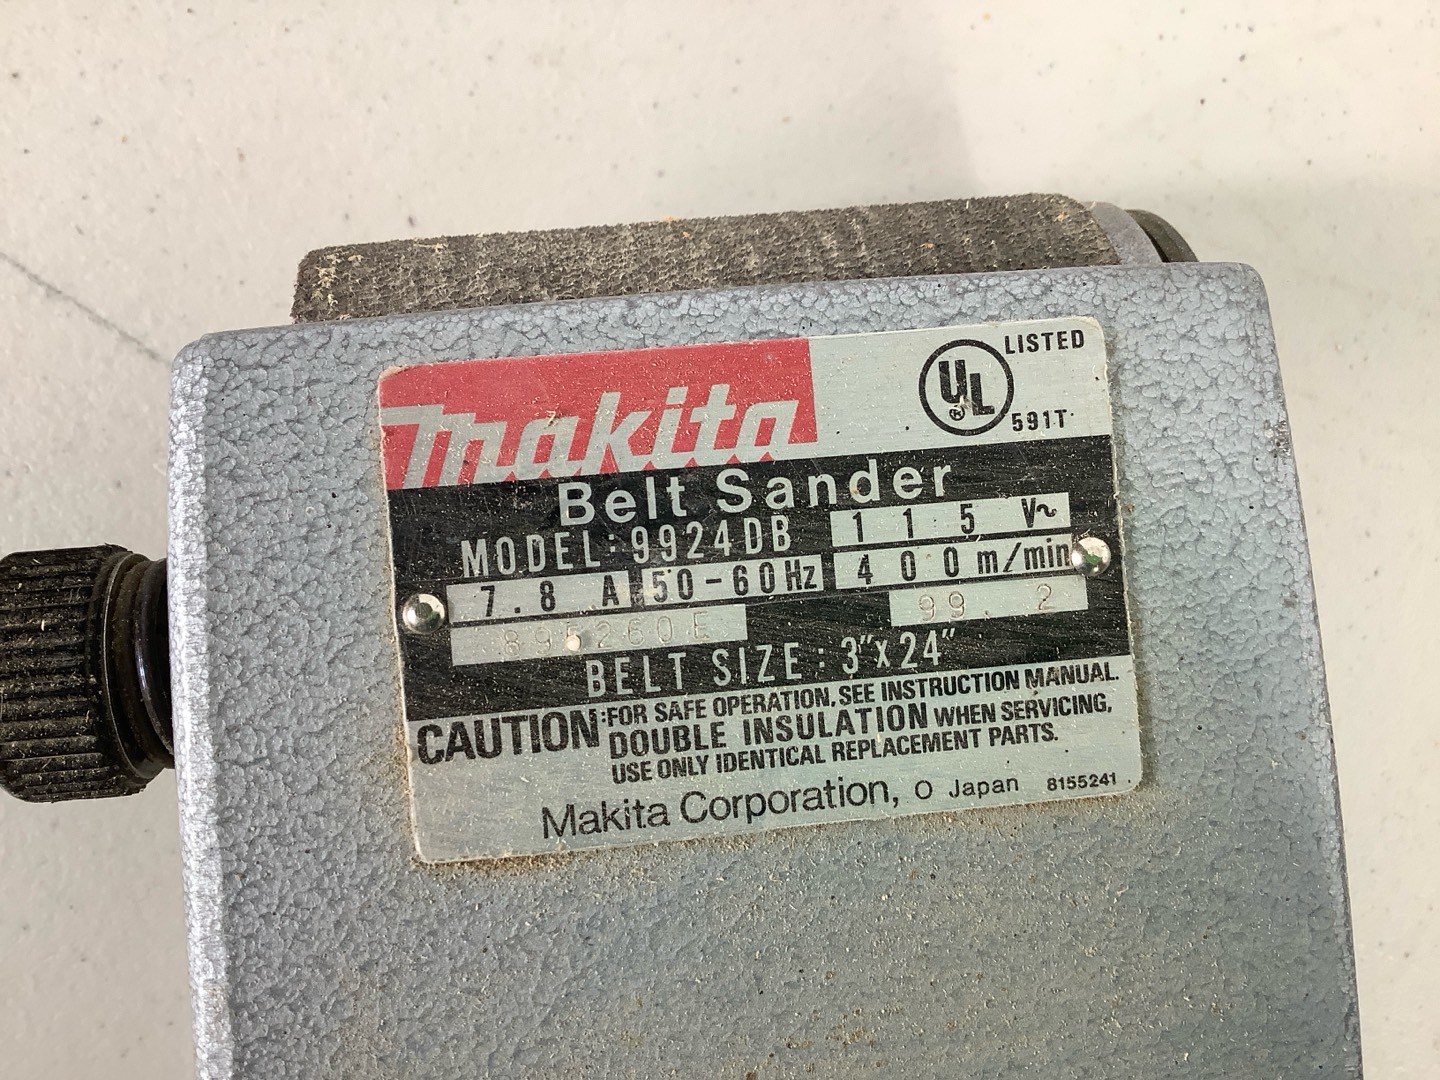 makita
UL
®
LISTED
591T
Belt Sander
MODEL:9924DB 115 V~
7.8 A 50-60Hz 400m/min
895260E 99. 2
BELT SIZE: 3"x24"
CAUTION:FOR SAFE OPERATION, SEE INSTRUCTION MANUAL.
DOUBLE INSULATION WHEN SERVICING,
USE ONLY IDENTICAL REPLACEMENT PARTS.
Makita Corporation, O Japan 8155241